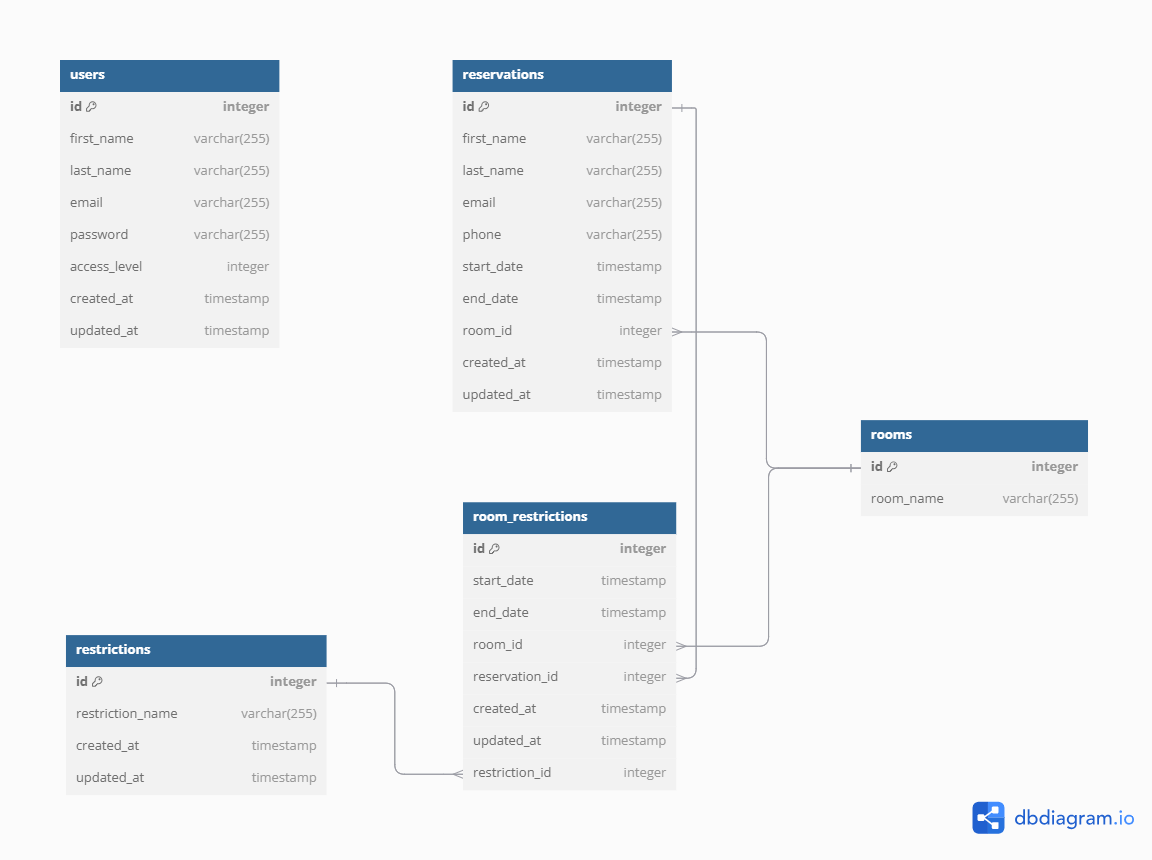 users
id integer
first_name varchar(255)
last_name varchar(255)
email varchar(255)
password varchar(255)
access_level integer
created_at timestamp
updated_at timestamp
reservations
id integer
first_name varchar(255)
last_name varchar(255)
email varchar(255)
phone varchar(255)
start_date timestamp
end_date timestamp
room_id integer
created_at timestamp
updated_at timestamp
rooms
id integer
room_name varchar(255)
room_restrictions
id integer
start_date timestamp
end_date timestamp
room_id integer
reservation_id integer
created_at timestamp
updated_at timestamp
restriction_id integer
restrictions
id integer
restriction_name varchar(255)
created_at timestamp
updated_at timestamp
dbdiagram.io